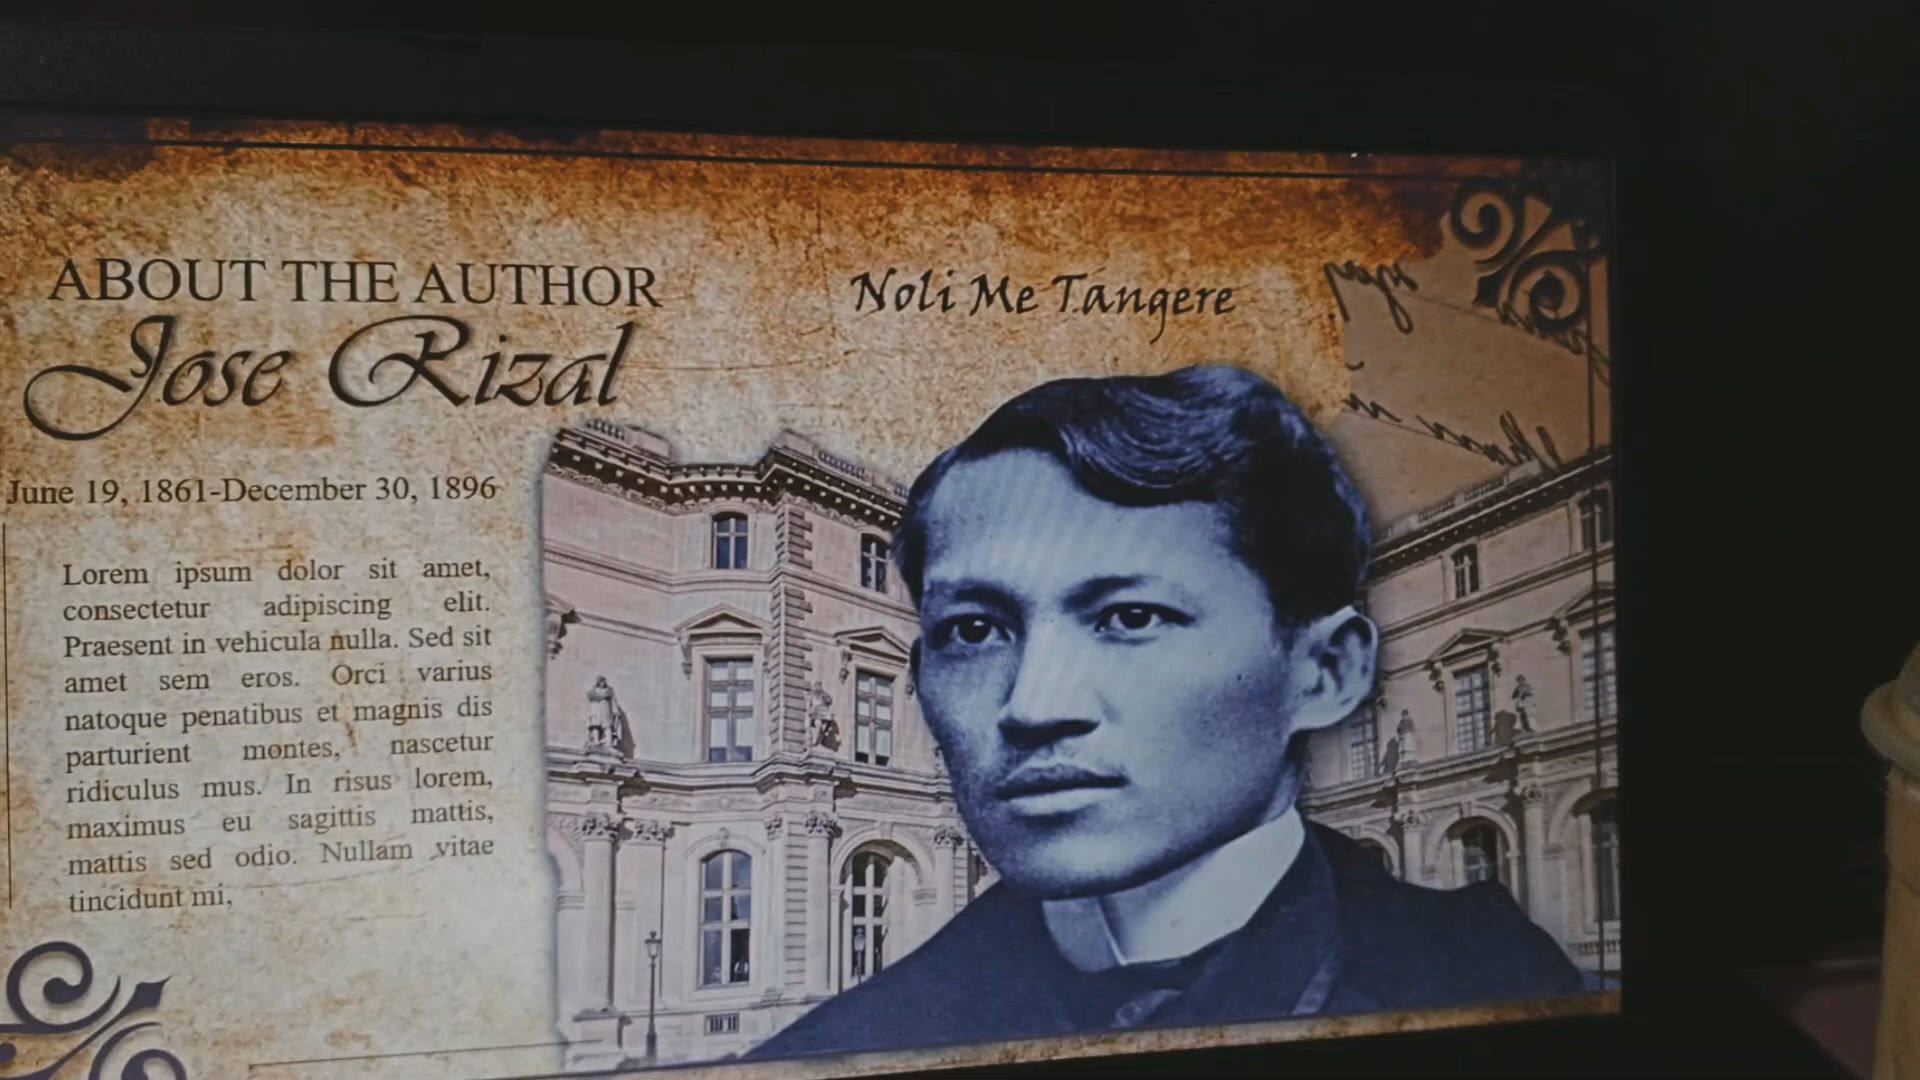 ABOUT THE AUTHOR
Jose Rizal
Noli Me Tangere
June 19, 1861-December 30, 1896
Lorem ipsum dolor sit amet,
consectetur adipiscing elit.
Praesent in vehicula nulla. Sed sit
amet sem eros. Orci varius
natoque penatibus et magnis dis
parturient montes, nascetur
ridiculus mus. In risus lorem,
maximus eu sagittis mattis,
mattis sed odio. Nullam vitae
tincidunt mi,